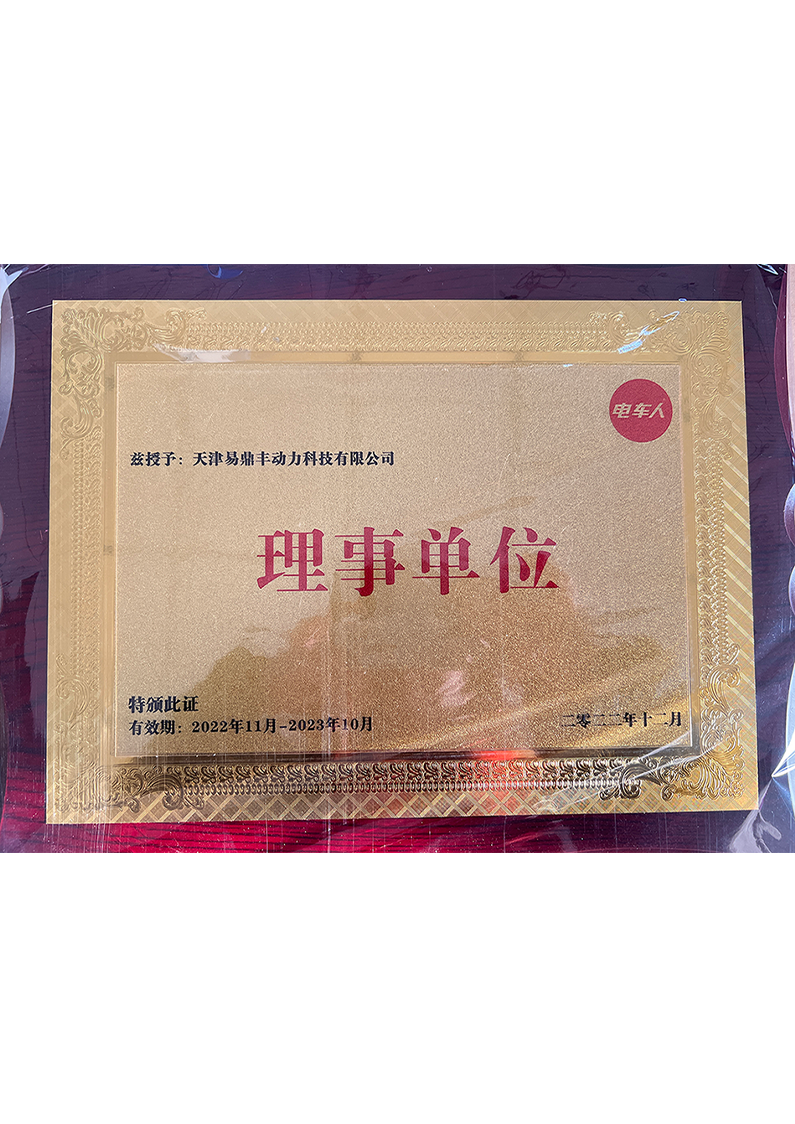 电车人
兹授予：天津易鼎丰动力科技有限公司
理事单位
特颁此证
有效期：2022年11月-2023年10月
二零二二年十二月